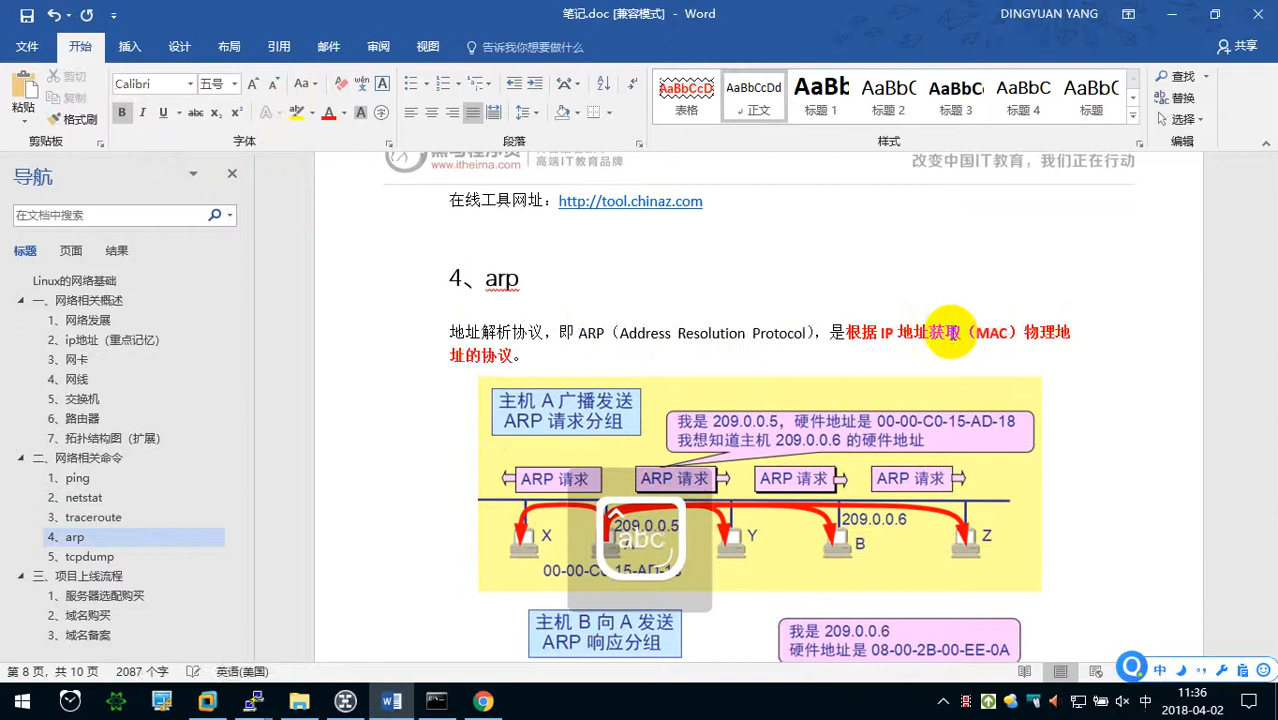 笔记.doc [兼容模式] - Word
DINGYUAN YANG
文件 开始 插入 设计 布局 引用 邮件 审阅 视图 告诉我你想要做什么
共享
粘贴
剪切
复制
格式刷
剪贴板
Calibri 五号
字体
段落
AaBbCcD 表格
AaBbCcDd 正文
AaBb 标题 1
AaBbC 标题 2
AaBbC 标题 3
AaBbC 标题 4
AaBbC 标题
样式
查找
替换
选择
编辑
导航
在文档中搜索
标题 页面 结果
Linux的网络基础
一、网络相关概述
1、网络发展
2、ip地址（重点记忆）
3、网卡
4、网线
5、交换机
6、路由器
7、拓扑结构图（扩展）
二、网络相关命令
1、ping
2、netstat
3、traceroute
4、arp
5、tcpdump
三、项目上线流程
1、服务器选配购买
2、域名购买
3、域名备案
www.itheima.com
高端IT教育品牌
改变中国IT教育，我们正在行动
在线工具网址：http://tool.chinaz.com
4、arp
地址解析协议，即 ARP（Address Resolution Protocol），是根据 IP 地址获取（MAC）物理地
址的协议。
主机 A 广播发送
ARP 请求分组
我是 209.0.0.5，硬件地址是 00-00-C0-15-AD-18
我想知道主机 209.0.0.6 的硬件地址
ARP 请求 ARP 请求 ARP 请求 ARP 请求
209.0.0.5
209.0.0.6
X
Y
B
Z
abc
00-00-C0-15-AD-18
主机 B 向 A 发送
ARP 响应分组
我是 209.0.0.6
硬件地址是 08-00-2B-00-EE-0A
第 8 页，共 10 页 2087 个字 英语(美国)
中
中
11:36
2018-04-02